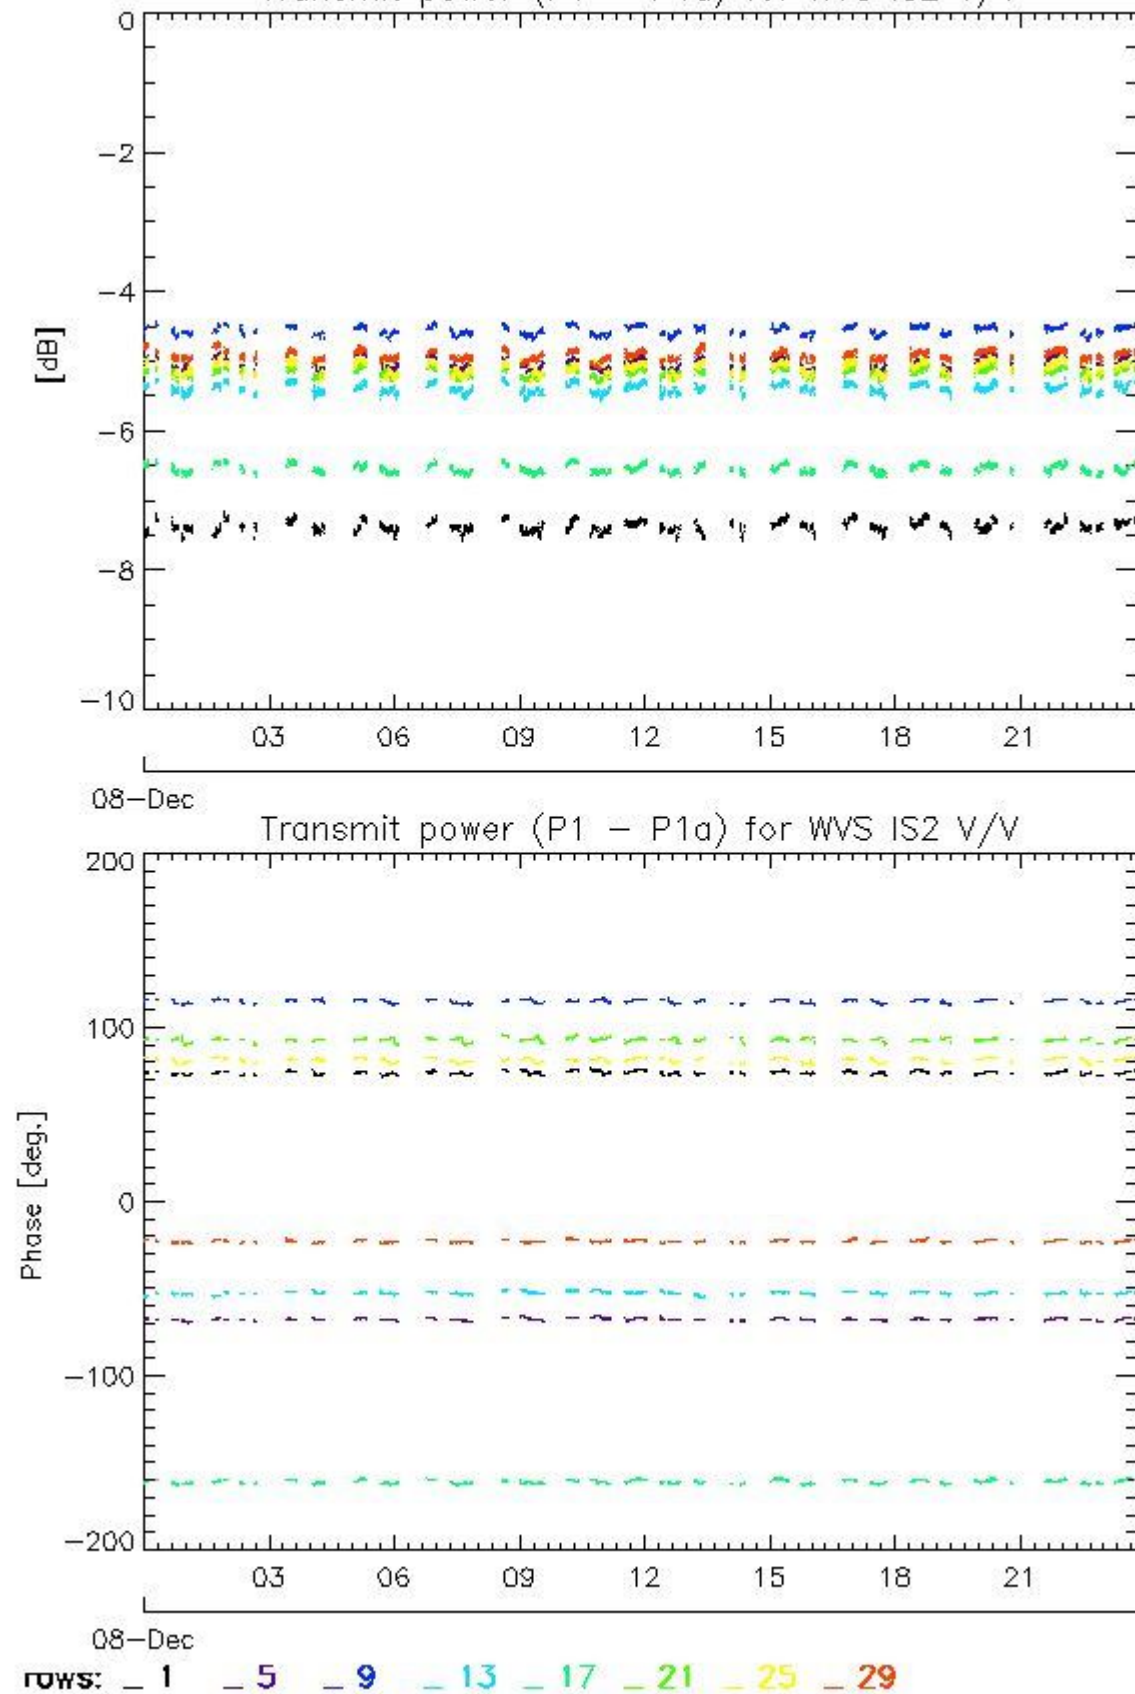 0
−2
−4
[dB]
−6
−8
−10
03 06 09 12 15 18 21
08−Dec
Transmit power (P1 − P1a) for WVS IS2 V/V
200
100
0
Phase [deg.]
−100
−200
03 06 09 12 15 18 21
08−Dec
rows: _ 1 _ 5 _ 9 _ 13 _ 17 _ 21 _ 25 _ 29